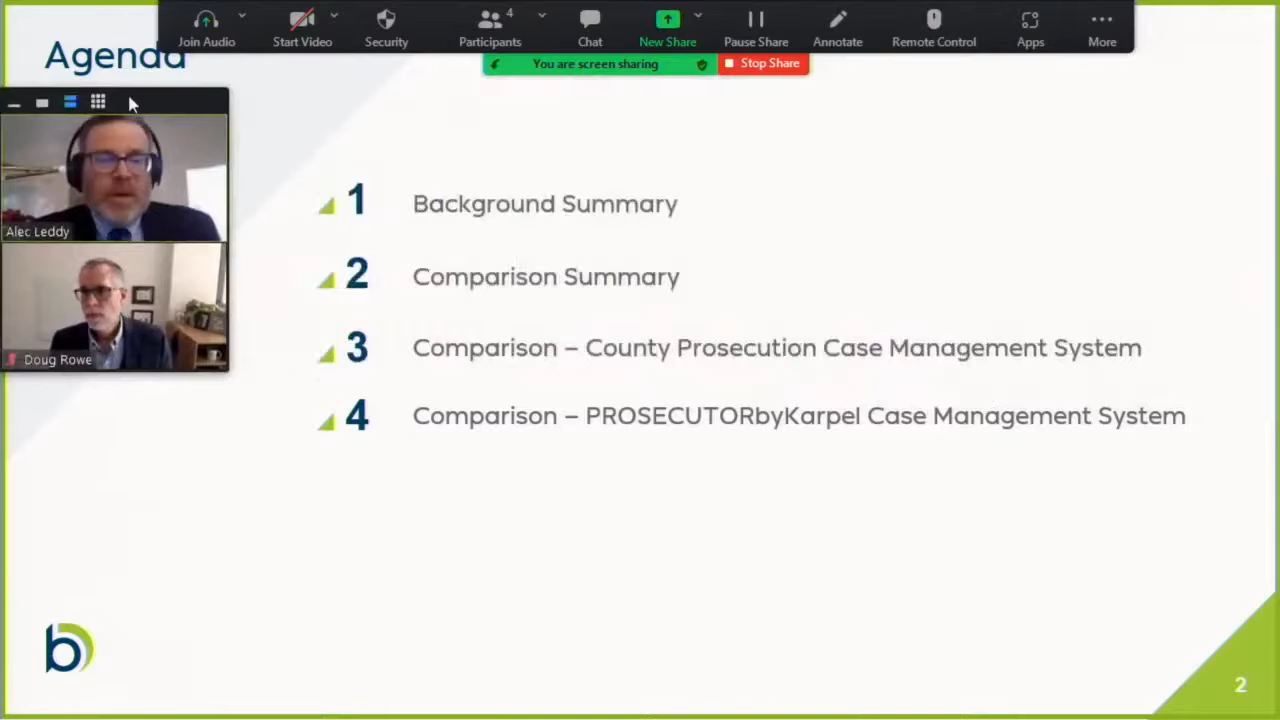 4
Join Audio
Start Video
Security
Participants
Chat
New Share
Pause Share
Annotate
Remote Control
Apps
More
You are screen sharing
Stop Share
Agenda
Alec Leddy
Doug Rowe
1 Background Summary
2 Comparison Summary
3 Comparison – County Prosecution Case Management System
4 Comparison – PROSECUTORbyKarpel Case Management System
b
2